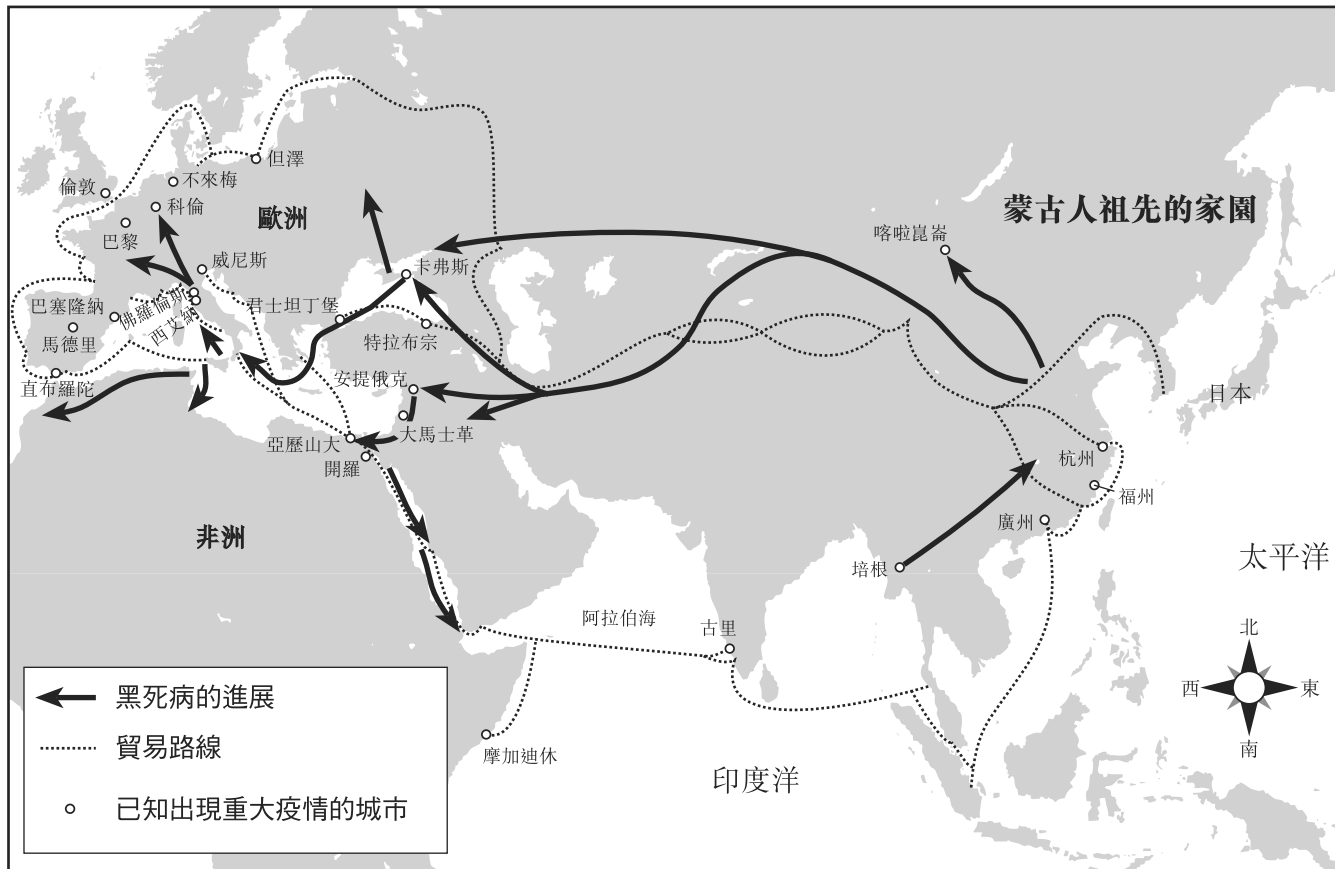 但澤
不來梅
倫敦
科倫
歐洲
蒙古人祖先的家園
巴黎
喀啦崑崙
威尼斯
卡弗斯
巴塞隆納
佛羅倫斯
西艾納
君士坦丁堡
馬德里
特拉布宗
直布羅陀
安提俄克
日本
大馬士革
亞歷山大
開羅
杭州
福州
廣州
非洲
太平洋
培根
阿拉伯海
古里
北
西
東
南
摩加迪休
印度洋
黑死病的進展
貿易路線
已知出現重大疫情的城市